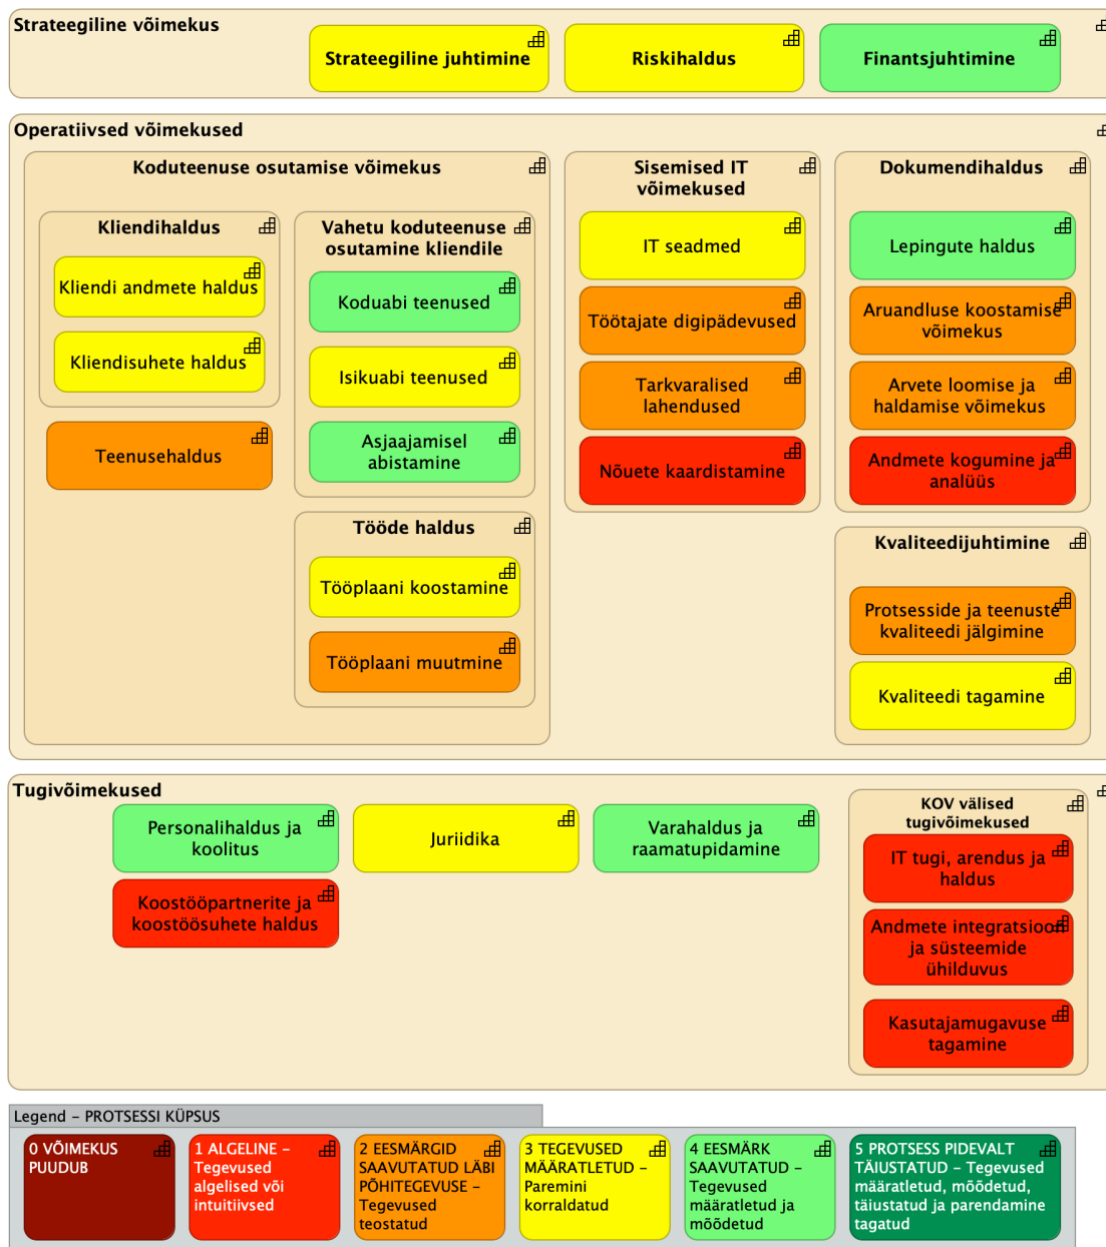 Strateegiline võimekus
Strateegiline juhtimine
Riskihaldus
Finantsjuhtimine
Operatiivsed võimekused
Koduteenuse osutamise võimekus
Kliendihaldus
Kliendi andmete haldus
Kliendisuhete haldus
Teenusehaldus
Vahetu koduteenuse
osutamine kliendile
Koduabi teenused
Isikuabi teenused
Asjaajamisel
abistamine
Tööde haldus
Tööplaani koostamine
Tööplaani muutmine
Sisemised IT
võimekused
IT seadmed
Töötajate digipädevused
Tarkvaralised
lahendused
Nõuete kaardistamine
Dokumendihaldus
Lepingute haldus
Aruandluse koostamise
võimekus
Arvete loomise ja
haldamise võimekus
Andmete kogumine ja
analüüs
Kvaliteedijuhtimine
Protsesside ja teenuste
kvaliteedi jälgimine
Kvaliteedi tagamine
Tugivõimekused
Personalihaldus ja
koolitus
Juriidika
Varahaldus ja
raamatupidamine
Koostööpartnerite ja
koostöösuhete haldus
KOV välised
tugivõimekused
IT tugi, arendus ja
haldus
Andmete integratsioon
ja süsteemide
ühilduvus
Kasutajamugavuse
tagamine
Legend – PROTSESSI KÜPSUS
0 VÕIMEKUS
PUUDUB
1 ALGELINE –
Tegevused
algelised või
intuitiivsed
2 EESMÄRGID
SAAVUTATUD LÄBI
PÕHITEGEVUSE –
Tegevused
teostatud
3 TEGEVUSED
MÄÄRATLETUD –
Paremini
korraldatud
4 EESMÄRK
SAAVUTATUD –
Tegevused
määratletud ja
mõõdetud
5 PROTSESS PIDEVALT
TÄIUSTATUD – Tegevused
määratletud, mõõdetud,
täiustatud ja parendamine
tagatud